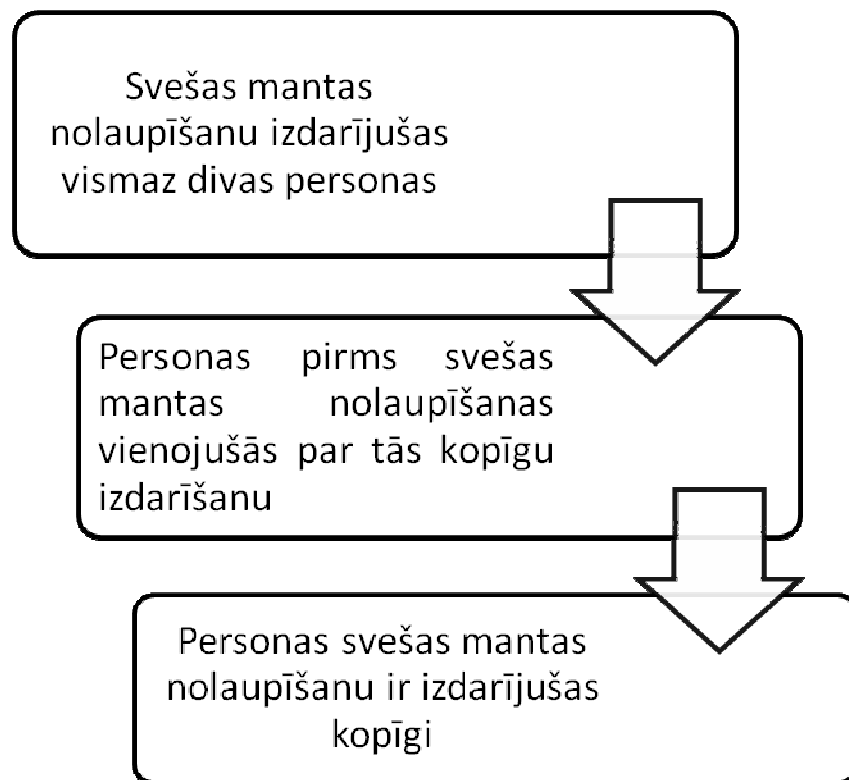 Svešas mantas
nolaupīšanu izdarījušas
vismaz divas personas
Personas pirms svešas
mantas nolaupīšanas
vienojušās par tās kopīgu
izdarīšanu
Personas svešas mantas
nolaupīšanu ir izdarījušas
kopīgi